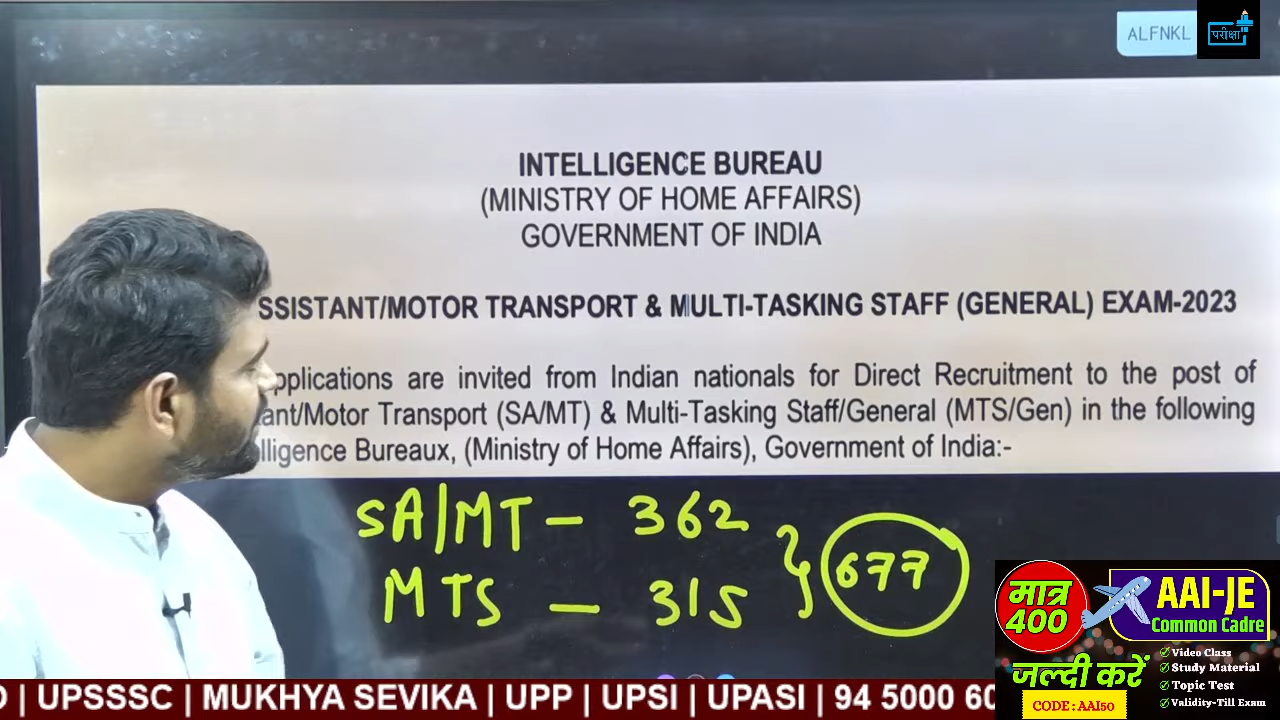 ALFNKL
परीक्षा
INTELLIGENCE BUREAU
(MINISTRY OF HOME AFFAIRS)
GOVERNMENT OF INDIA
SSISTANT/MOTOR TRANSPORT & MULTI-TASKING STAFF (GENERAL) EXAM-2023
pplications are invited from Indian nationals for Direct Recruitment to the post of
ant/Motor Transport (SA/MT) & Multi-Tasking Staff/General (MTS/Gen) in the following
lligence Bureaux, (Ministry of Home Affairs), Government of India:-
SA/MT - 362
MTS - 315
677
मात्र
400
AAI-JE
Common Cadre
जल्दी करें
CODE : AAI50
Video Class
Study Material
Topic Test
Validity-Till Exam
| UPSSSC | MUKHYA SEVIKA | UPP | UPSI | UPASI | 94 5000 60